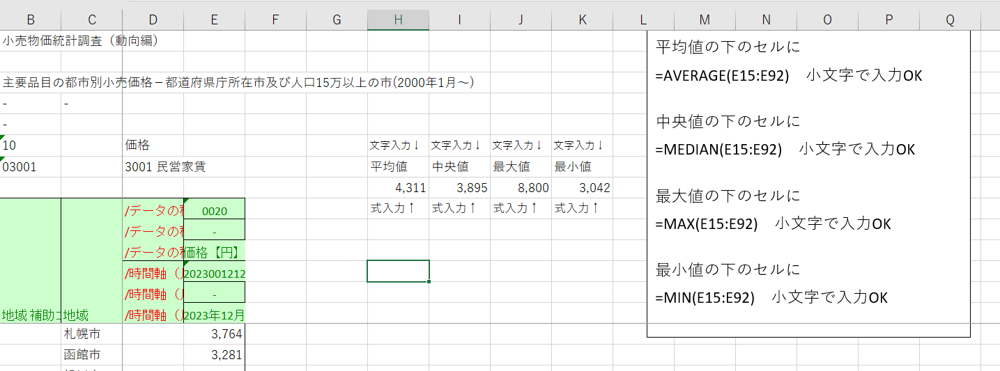 B C D E F G H I J K L M N O P Q
小売物価統計調査（動向編）
主要品目の都市別小売価格－都道府県庁所在市及び人口15万以上の市(2000年1月～)
- -
-
10 価格 文字入力↓ 文字入力↓ 文字入力↓ 文字入力↓
03001 3001 民営家賃 平均値 中央値 最大値 最小値
4,311 3,895 8,800 3,042
/データの 0020 式入力↑ 式入力↑ 式入力↑ 式入力↑
/データの -
/データの 価格【円】
/時間軸（ 2023001212
/時間軸（ -
地域 補助 地域 /時間軸（ 2023年12月
札幌市 3,764
函館市 3,281
平均値の下のセルに
=AVERAGE(E15:E92) 小文字で入力OK
中央値の下のセルに
=MEDIAN(E15:E92) 小文字で入力OK
最大値の下のセルに
=MAX(E15:E92) 小文字で入力OK
最小値の下のセルに
=MIN(E15:E92) 小文字で入力OK